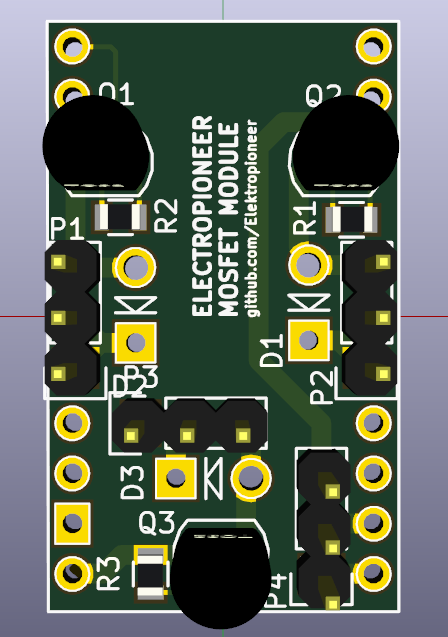 Q1
Q2
R2
R1
P1
ELECTROPIONEER
MOSFET MODULE
github.com/Elektropioneer
D1
P2
P3
D2
D3
Q3
R3
P4